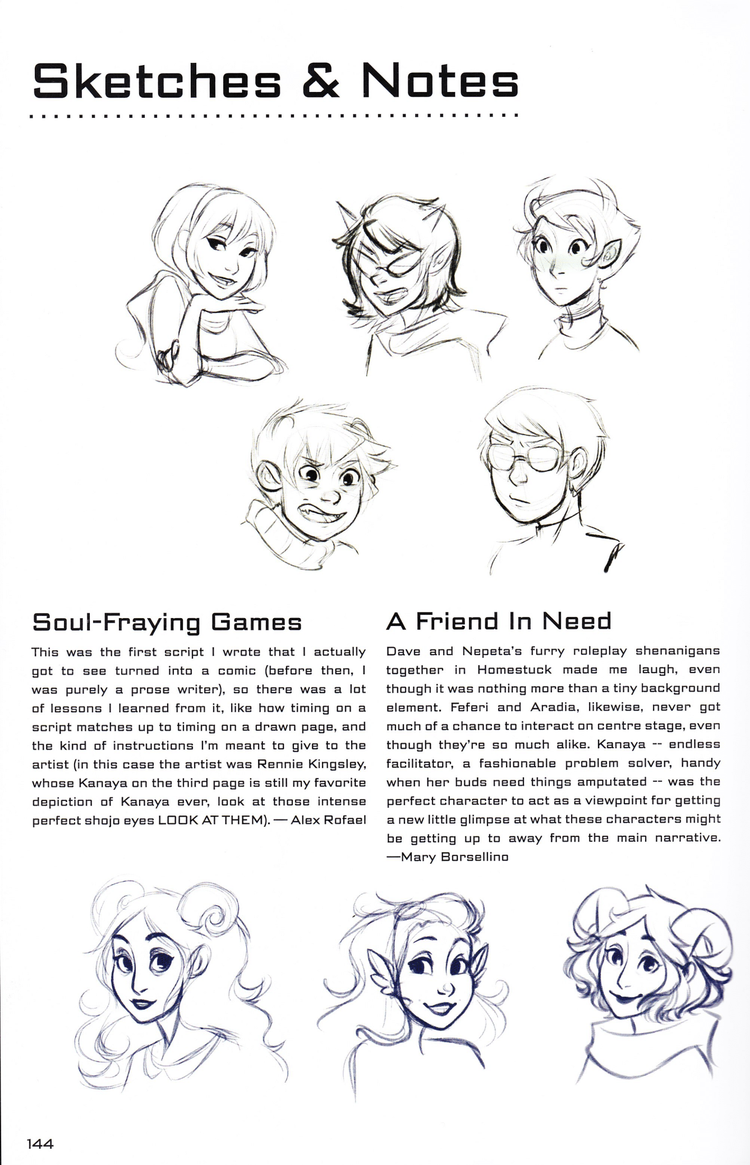 Sketches & Notes
Soul-Fraying Games
This was the first script I wrote that I actually
got to see turned into a comic (before then, I
was purely a prose writer), so there was a lot
of lessons I learned from it, like how timing on a
script matches up to timing on a drawn page, and
the kind of instructions I'm meant to give to the
artist (in this case the artist was Rennie Kingsley,
whose Kanaya on the third page is still my favorite
depiction of Kanaya ever, look at those intense
perfect shojo eyes LOOK AT THEM). — Alex Rofael
A Friend In Need
Dave and Nepeta's furry roleplay shenanigans
together in Homestuck made me laugh, even
though it was nothing more than a tiny background
element. Feferi and Aradia, likewise, never got
much of a chance to interact on centre stage, even
though they're so much alike. Kanaya -- endless
facilitator, a fashionable problem solver, handy
when her buds need things amputated -- was the
perfect character to act as a viewpoint for getting
a new little glimpse at what these characters might
be getting up to away from the main narrative.
—Mary Borsellino
144